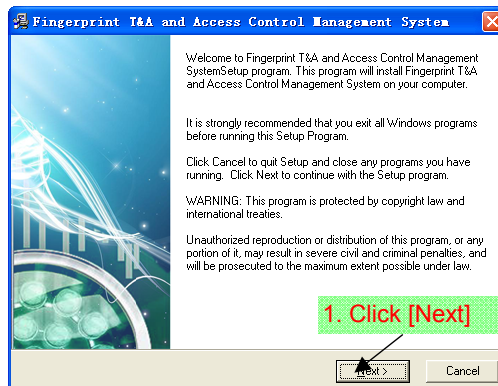 Fingerprint T&A and Access Control Management System
Welcome to Fingerprint T&A and Access Control Management
SystemSetup program. This program will install Fingerprint T&A
and Access Control Management System on your computer.
It is strongly recommended that you exit all Windows programs
before running this Setup Program.
Click Cancel to quit Setup and close any programs you have
running. Click Next to continue with the Setup program.
WARNING: This program is protected by copyright law and
international treaties.
Unauthorized reproduction or distribution of this program, or any
portion of it, may result in severe civil and criminal penalties, and
will be prosecuted to the maximum extent possible under law.
1. Click [Next]
Next >
Cancel